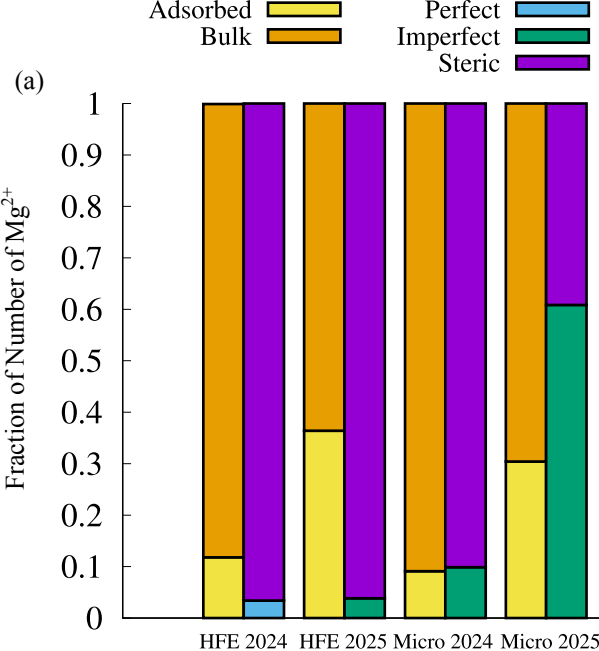 Adsorbed
Bulk
Perfect
Imperfect
Steric
(a)
Fraction of Number of Mg2+
1
0.9
0.8
0.7
0.6
0.5
0.4
0.3
0.2
0.1
0
HFE 2024 HFE 2025 Micro 2024 Micro 2025